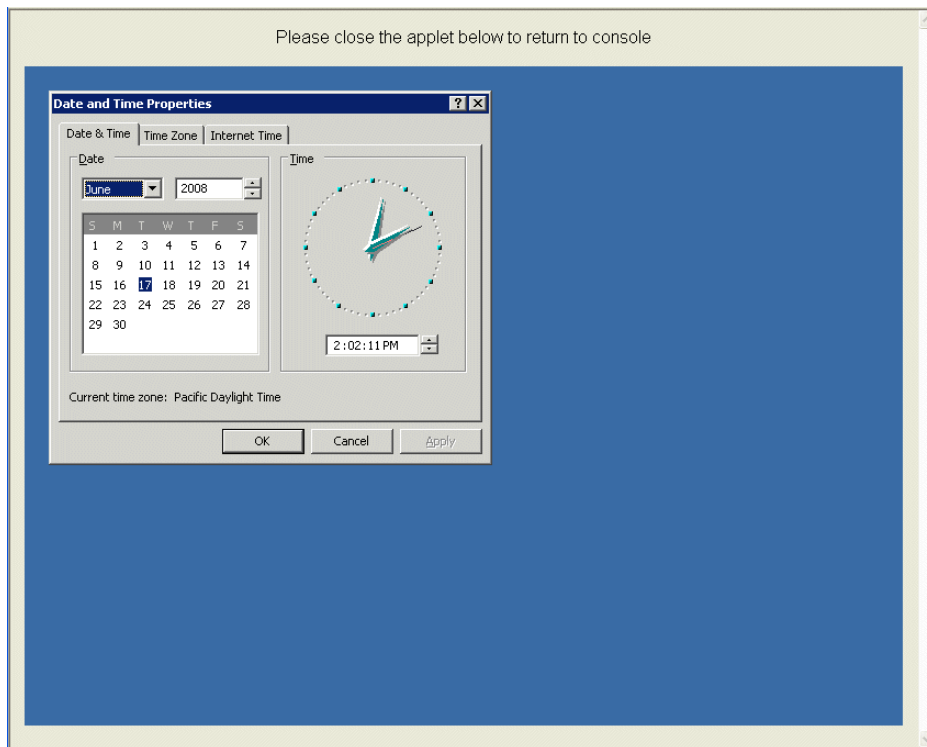 Please close the applet below to return to console
Date and Time Properties
Date & Time Time Zone Internet Time
Date
Time
June 2008
S M T W T F S
1 2 3 4 5 6 7
8 9 10 11 12 13 14
15 16 17 18 19 20 21
22 23 24 25 26 27 28
29 30
2:02:11 PM
Current time zone: Pacific Daylight Time
OK Cancel Apply